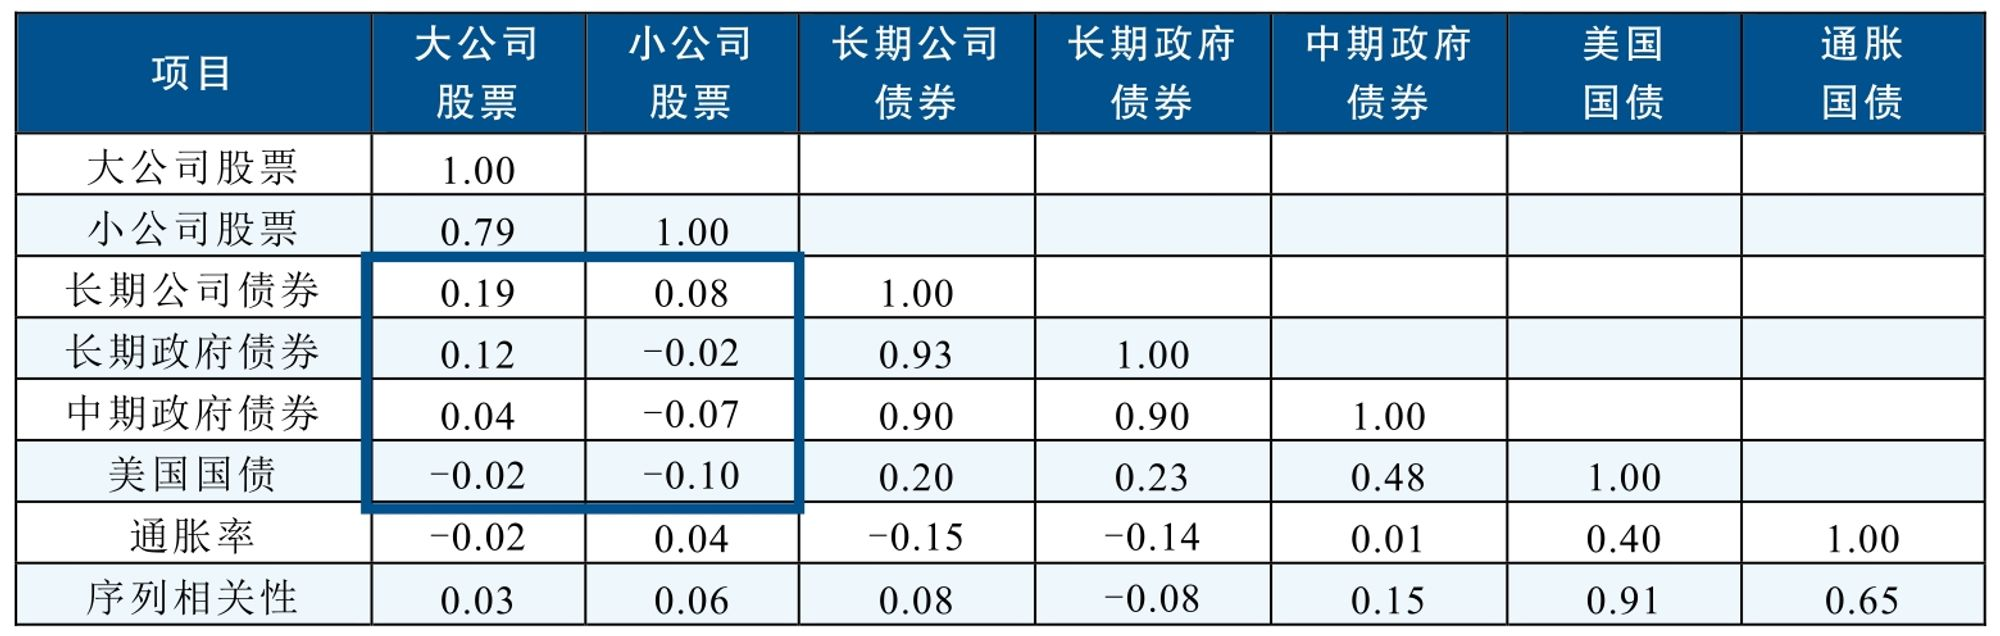 项目 大公司股票 小公司股票 长期公司债券 长期政府债券 中期政府债券 美国国债 通胀国债
大公司股票 1.00
小公司股票 0.79 1.00
长期公司债券 0.19 0.08 1.00
长期政府债券 0.12 -0.02 0.93 1.00
中期政府债券 0.04 -0.07 0.90 0.90 1.00
美国国债 -0.02 -0.10 0.20 0.23 0.48 1.00
通胀率 -0.02 0.04 -0.15 -0.14 0.01 0.40 1.00
序列相关性 0.03 0.06 0.08 -0.08 0.15 0.91 0.65